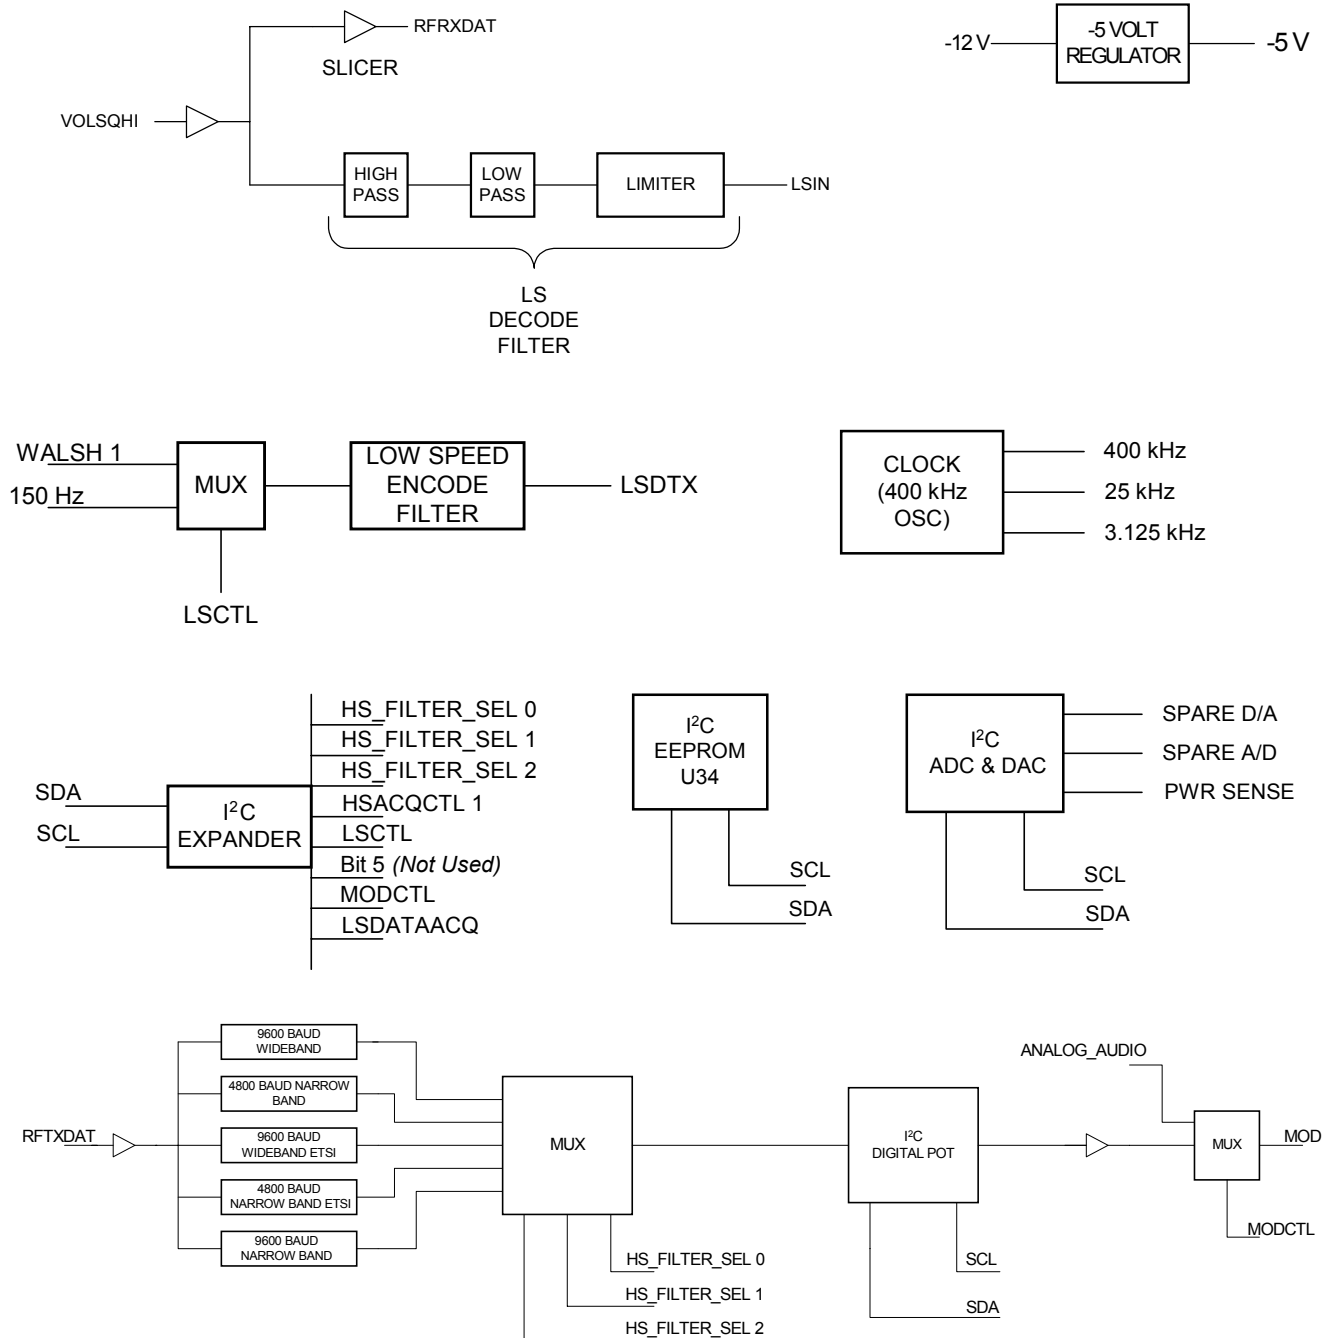 RFRXDAT
SLICER
VOLSQHI
HIGH
PASS
LOW
PASS
LIMITER
LSIN
LS
DECODE
FILTER
-12 V
-5 VOLT
REGULATOR
-5 V
WALSH 1
150 Hz
MUX
LOW SPEED
ENCODE
FILTER
LSDTX
LSCTL
CLOCK
(400 kHz
OSC)
400 kHz
25 kHz
3.125 kHz
SDA
SCL
I²C
EXPANDER
HS_FILTER_SEL 0
HS_FILTER_SEL 1
HS_FILTER_SEL 2
HSACQCTL 1
LSCTL
Bit 5 (Not Used)
MODCTL
LSDATAACQ
I²C
EEPROM
U34
SCL
SDA
I²C
ADC & DAC
SPARE D/A
SPARE A/D
PWR SENSE
SCL
SDA
RFTXDAT
9600 BAUD
WIDEBAND
4800 BAUD NARROW
BAND
9600 BAUD
WIDEBAND ETSI
4800 BAUD
NARROW BAND ETSI
9600 BAUD
NARROW BAND
MUX
HS_FILTER_SEL 0
HS_FILTER_SEL 1
HS_FILTER_SEL 2
I²C
DIGITAL POT
SCL
SDA
ANALOG_AUDIO
MUX
MOD
MODCTL